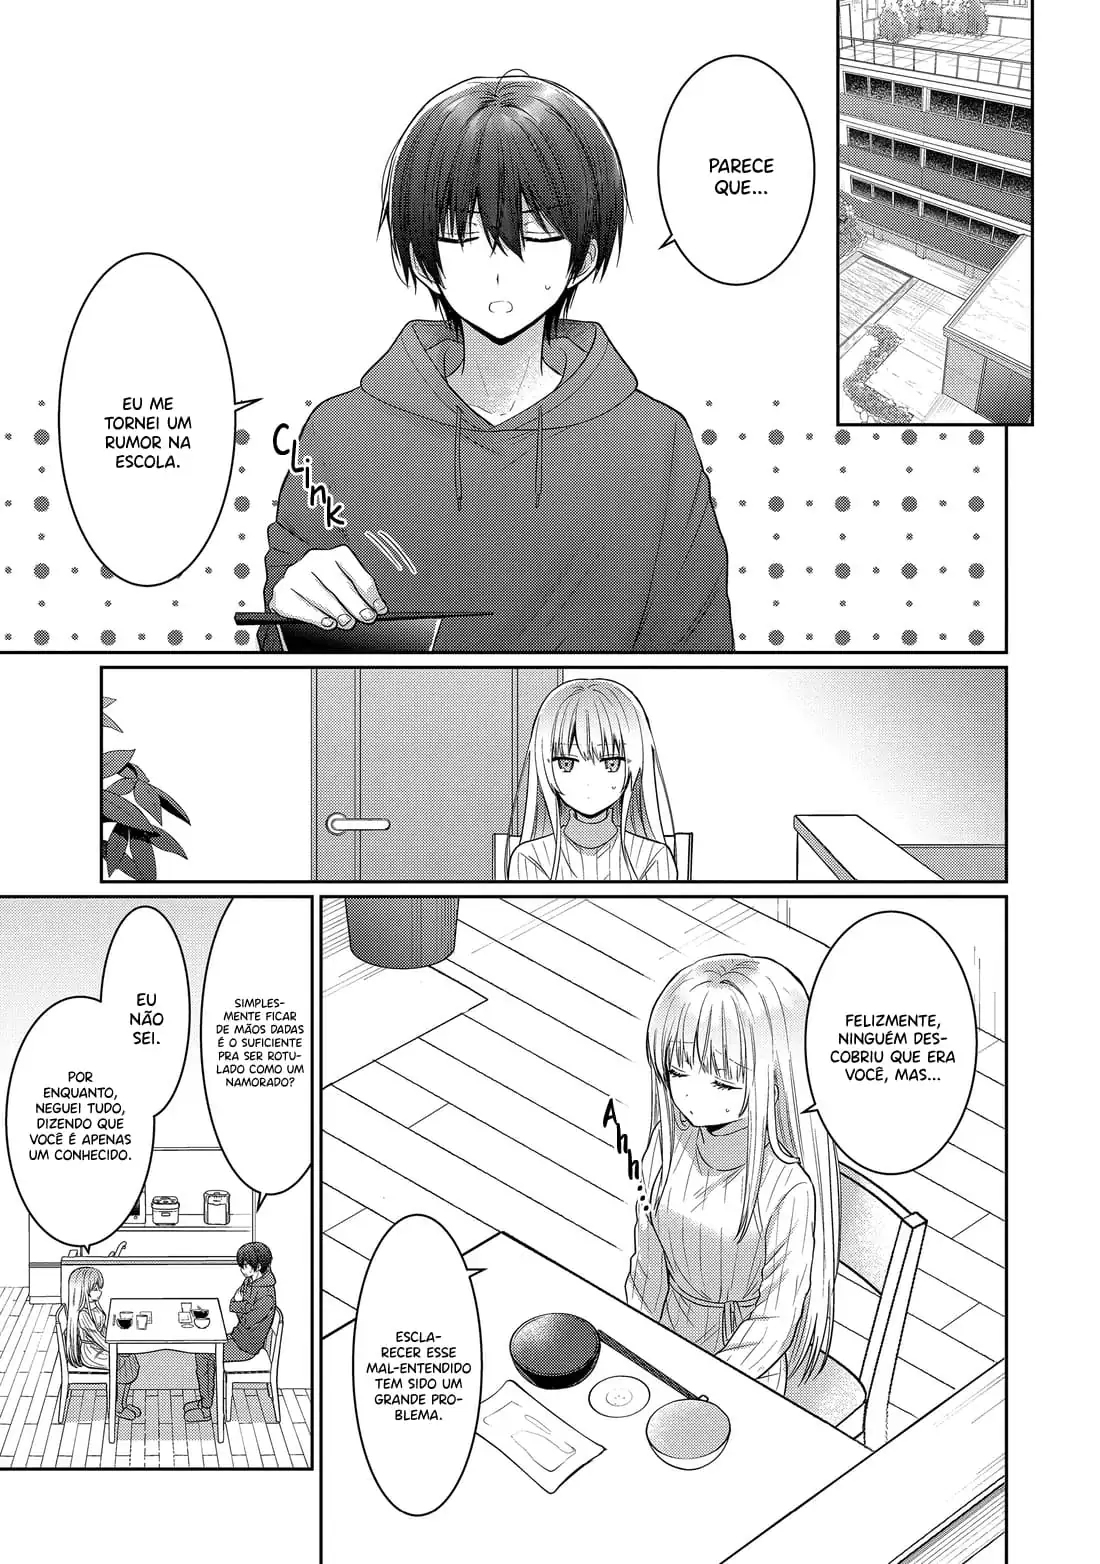 PARECE
QUE...
EU ME
TORNEI UM
RUMOR NA
ESCOLA.
CLINK
FELIZMENTE,
NINGUÉM DES-
COBRIU QUE ERA
VOCÊ, MAS...
Ahh...
ESCLA-
RECER ESSE
MAL-ENTENDIDO
TEM SIDO UM
GRANDE PRO-
BLEMA.
SIMPLES-
MENTE FICAR
DE MÃOS DADAS
É O SUFICIENTE
PRA SER ROTU-
LADO COMO UM
NAMORADO?
EU
NÃO
SEI.
POR
ENQUANTO,
NEGUEI TUDO,
DIZENDO QUE
VOCÊ É APENAS
UM CONHECIDO.